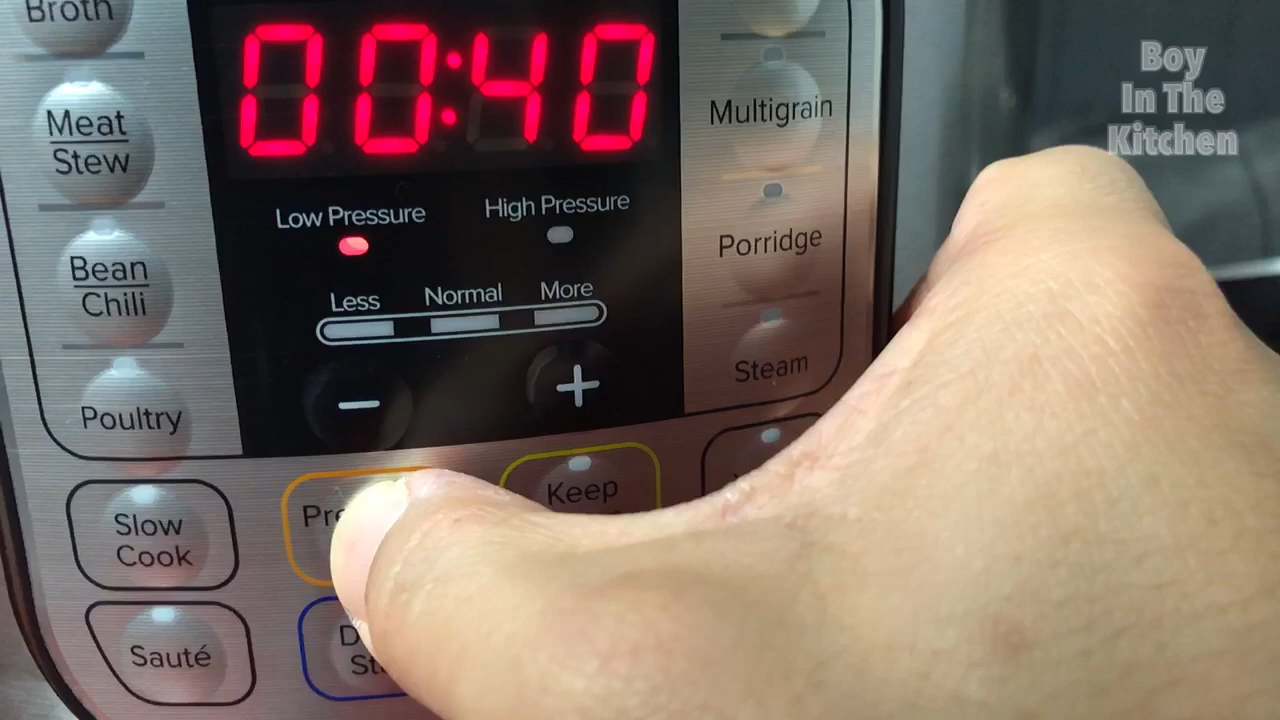 Broth
Meat
Stew
Bean
Chili
Poultry
Slow
Cook
Sauté
00:40
Low Pressure
High Pressure
Less
Normal
More
−
+
Keep
Multigrain
Porridge
Steam
Boy
In The
Kitchen